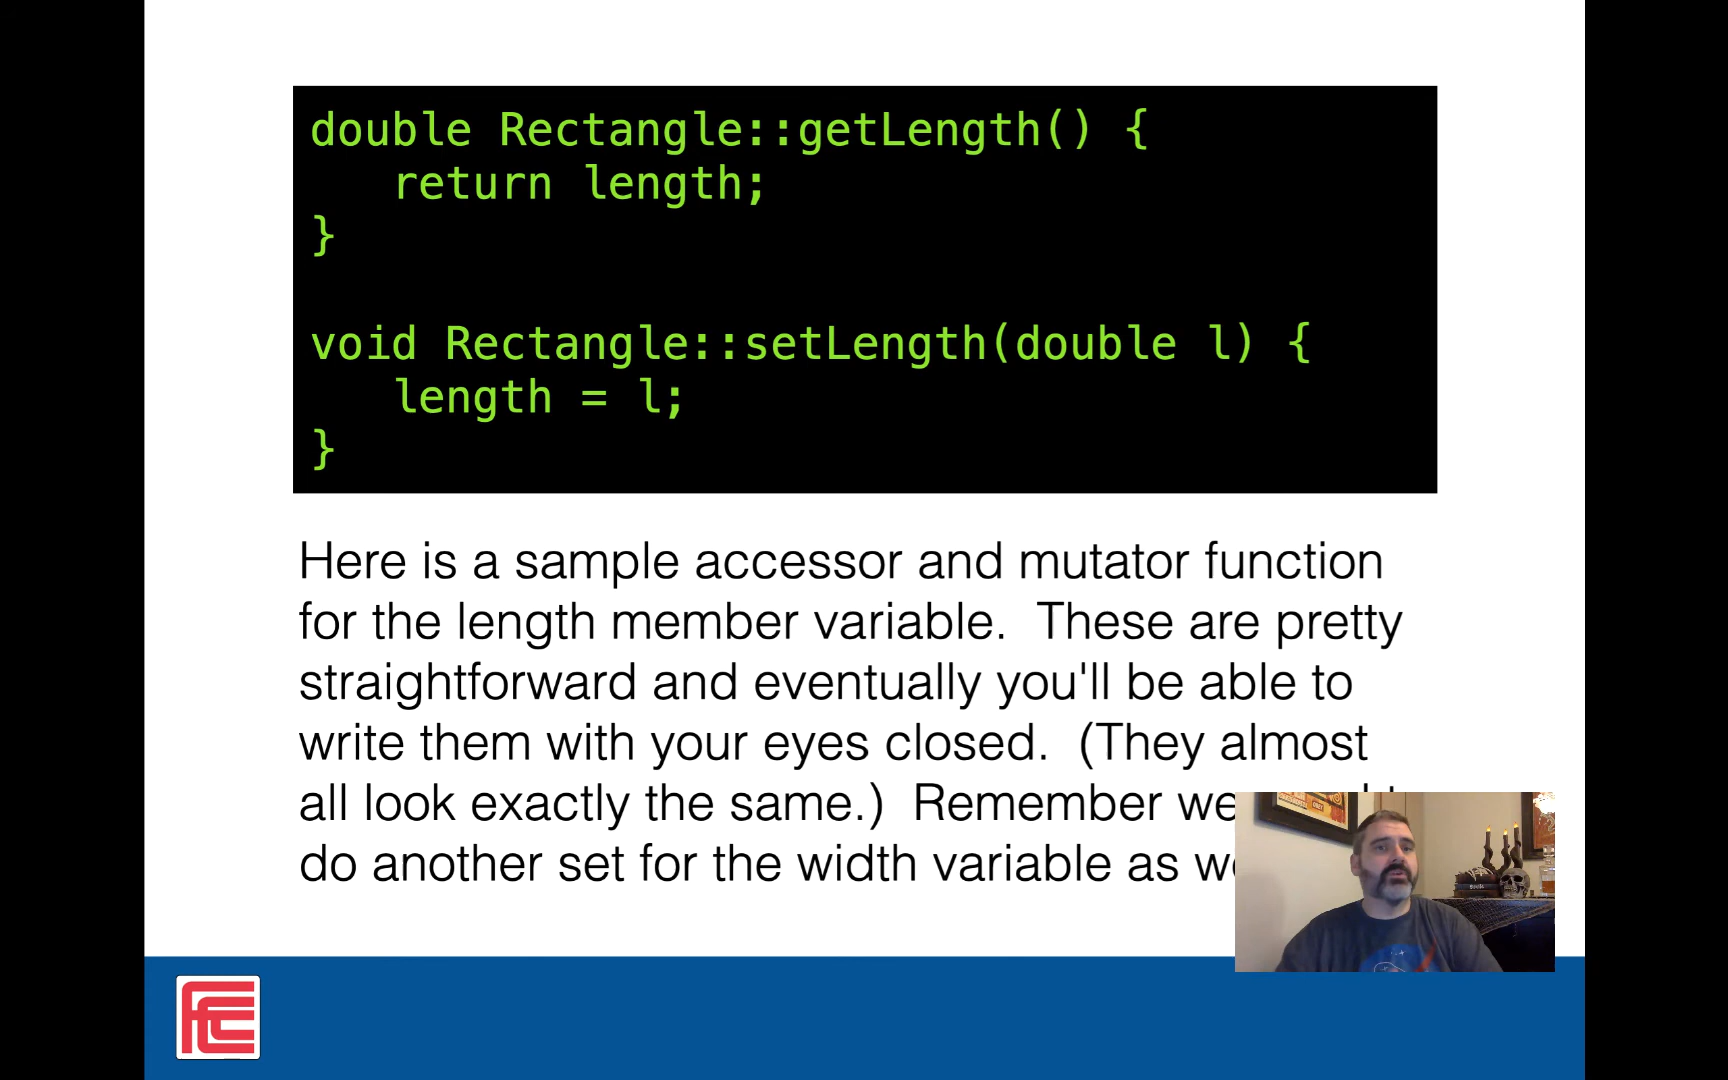 double Rectangle::getLength() {
return length;
}
void Rectangle::setLength(double l) {
length = l;
}
Here is a sample accessor and mutator function
for the length member variable.  These are pretty
straightforward and eventually you'll be able to
write them with your eyes closed.  (They almost
all look exactly the same.)  Remember we
do another set for the width variable as
FCC